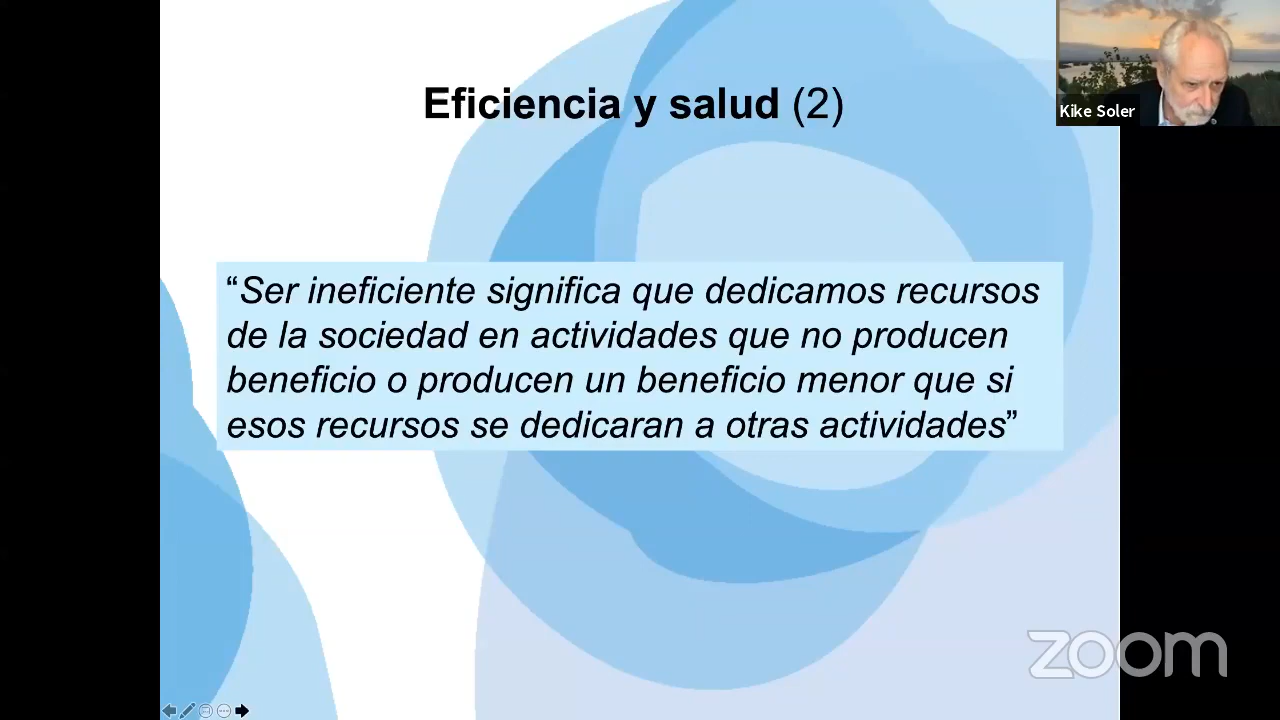 Eficiencia y salud (2)
Kike Soler
“Ser ineficiente significa que dedicamos recursos
de la sociedad en actividades que no producen
beneficio o producen un beneficio menor que si
esos recursos se dedicaran a otras actividades”
zoom